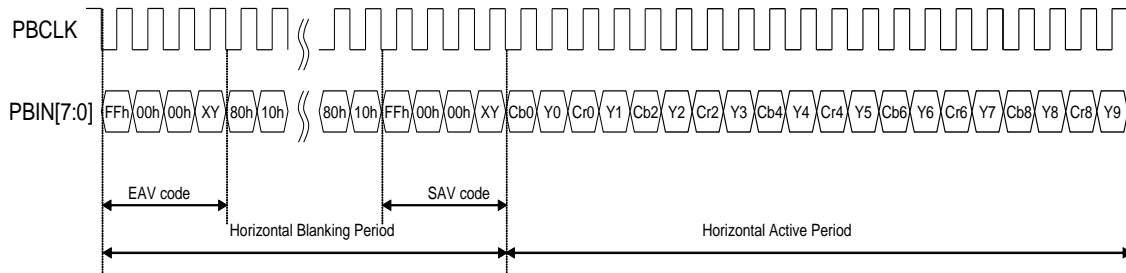 PBCLK
PBIN[7:0] FFh 00h 00h XY 80h 10h 80h 10h FFh 00h 00h XY Cb0 Y0 Cr0 Y1 Cb2 Y2 Cr2 Y3 Cb4 Y4 Cr4 Y5 Cb6 Y6 Cr6 Y7 Cb8 Y8 Cr8 Y9
EAV code SAV code
Horizontal Blanking Period Horizontal Active Period